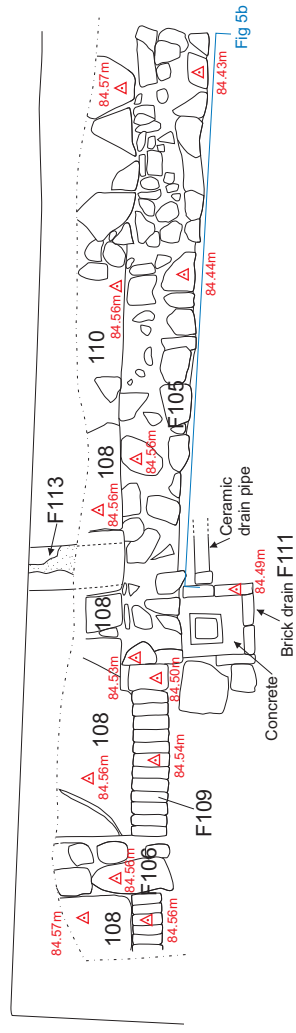 Fig 5b
84.57m
84.43m
84.44m
84.56m
110
F105
84.56m
108
84.56m
F113
Ceramic
drain pipe
84.49m
Brick drain F111
Concrete
108
84.53m
84.50m
108
84.56m
84.54m
F109
F106
84.56m
84.57m
108
84.56m